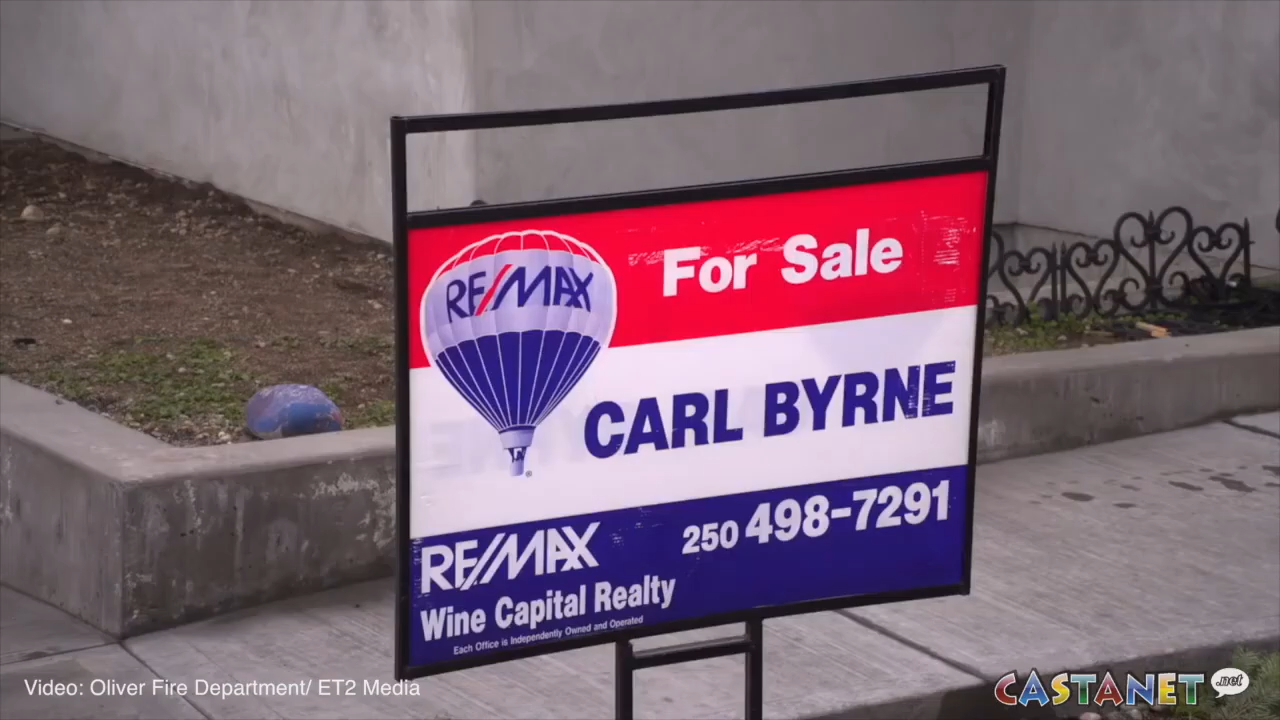 For Sale
RE/MAX
CARL BYRNE
250 498-7291
RE/MAX
Wine Capital Realty
Each Office is Independently Owned and Operated
Video: Oliver Fire Department/ ET2 Media
CASTANET .net